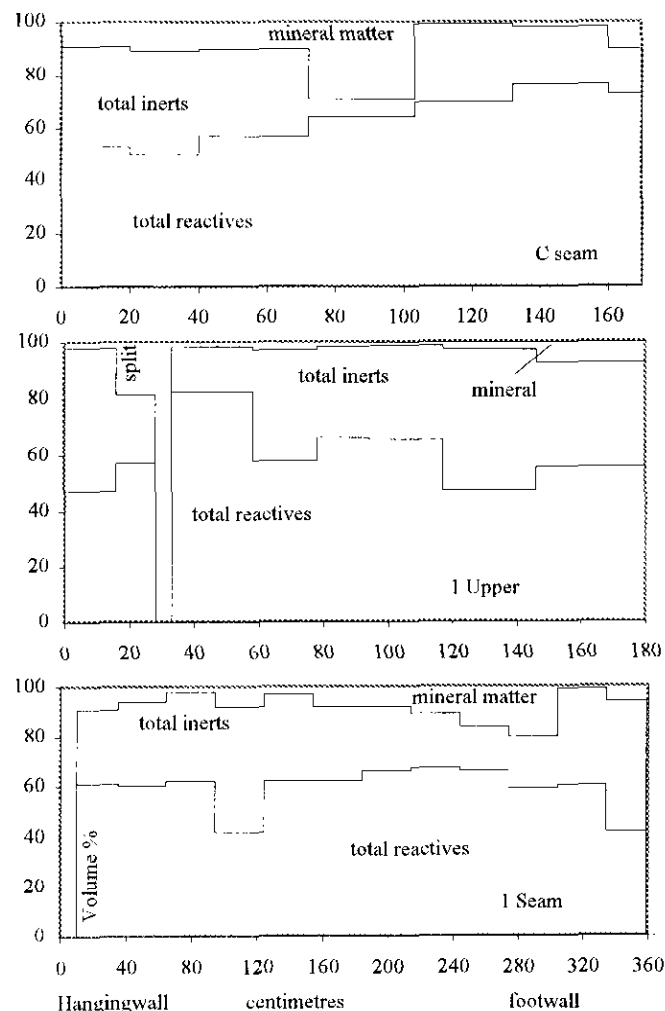 100
mineral matter
80
total inerts
60
40
total reactives
20
C seam
0
0 20 40 60 80 100 120 140 160
100
split
total inerts
80
mineral
60
40
total reactives
20
1 Upper
0
0 20 40 60 80 100 120 140 160 180
100
mineral matter
total inerts
80
60
Volume %
40
total reactives
20
1 Seam
0
0 40 80 120 160 200 240 280 320 360
Hangingwall centimetres footwall